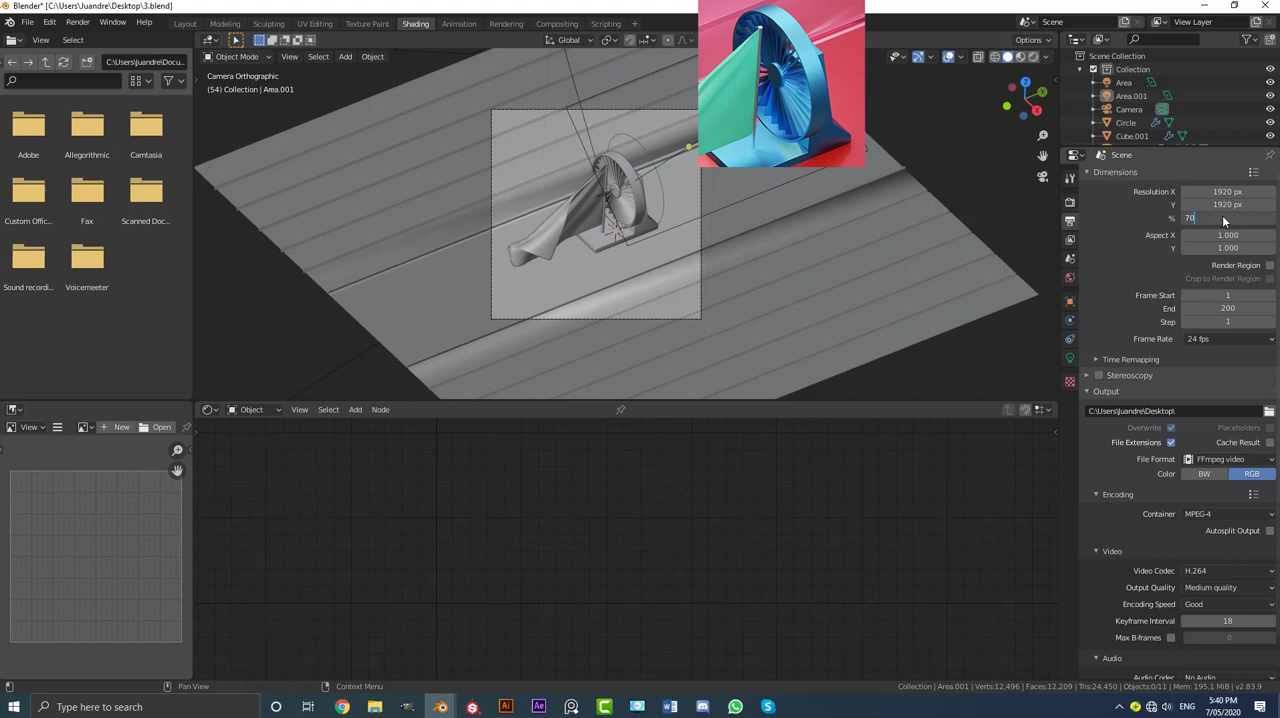 Blender* [C:\Users\Juandre\Desktop\3.blend]
File Edit Render Window Help
Layout Modeling Sculpting UV Editing Texture Paint Shading Animation Rendering Compositing Scripting
Scene
View Layer
View Select
Global
Options
C:\Users\Juandre\Docu...
Object Mode View Select Add Object
Camera Orthographic
(54) Collection | Area.001
Adobe Allegorithmic Camtasia
Custom Offic... Fax Scanned Doc...
Sound recordi... Voicemeeter
Z
Y
X
Scene Collection
Collection
Area
Area.001
Camera
Circle
Cube.001
Scene
Dimensions
Resolution X 1920 px
Y 1920 px
% 70
Aspect X 1.000
Y 1.000
Render Region
Crop to Render Region
Frame Start 1
End 200
Step 1
Frame Rate 24 fps
Time Remapping
Stereoscopy
Output
C:\Users\Juandre\Desktop\
Overwrite Placeholders
File Extensions Cache Result
File Format FFmpeg video
Color BW RGB
Encoding
Container MPEG-4
Autosplit Output
Video
Video Codec H.264
Output Quality Medium quality
Encoding Speed Good
Keyframe Interval 18
Max B-frames 0
Audio
Object View Select Add Node
View New Open
Pan View
Context Menu
Collection | Area.001 | Verts:12,496 | Faces:12,209 | Tris:24,450 | Objects:0/11 | Mem: 195.1 MiB | v2.83.9
Type here to search
Ai Ae
W
S
ENG
5:40 PM
7/05/2020